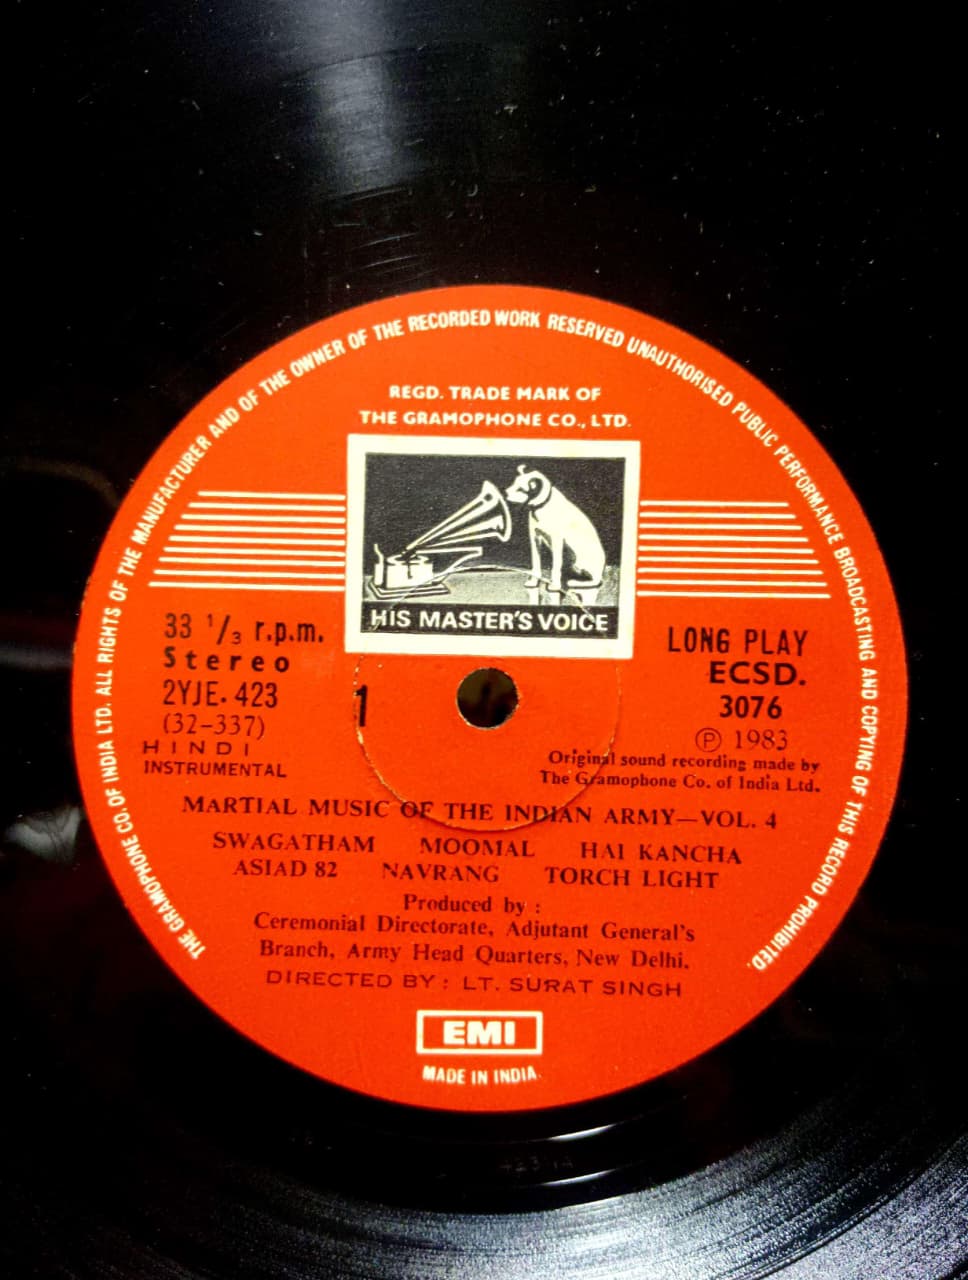 THE GRAMOPHONE CO. OF INDIA LTD. ALL RIGHTS OF THE MANUFACTURER AND OF THE OWNER OF THE RECORDED WORK RESERVED UNAUTHORISED PUBLIC PERFORMANCE BROADCASTING AND COPYING OF THIS RECORD PROHIBITED.
REGD. TRADE MARK OF
THE GRAMOPHONE CO., LTD.
HIS MASTER'S VOICE
33 1/3 r.p.m.
Stereo
2YJE. 423
(32-337)
HINDI
INSTRUMENTAL
1
LONG PLAY
ECSD.
3076
Ⓟ 1983
Original sound recording made by
The Gramophone Co. of India Ltd.
MARTIAL MUSIC OF THE INDIAN ARMY—VOL. 4
SWAGATHAM MOOMAL HAI KANCHA
ASIAD 82 NAVRANG TORCH LIGHT
Produced by :
Ceremonial Directorate, Adjutant General's
Branch, Army Head Quarters, New Delhi.
DIRECTED BY : LT. SURAT SINGH
EMI
MADE IN INDIA